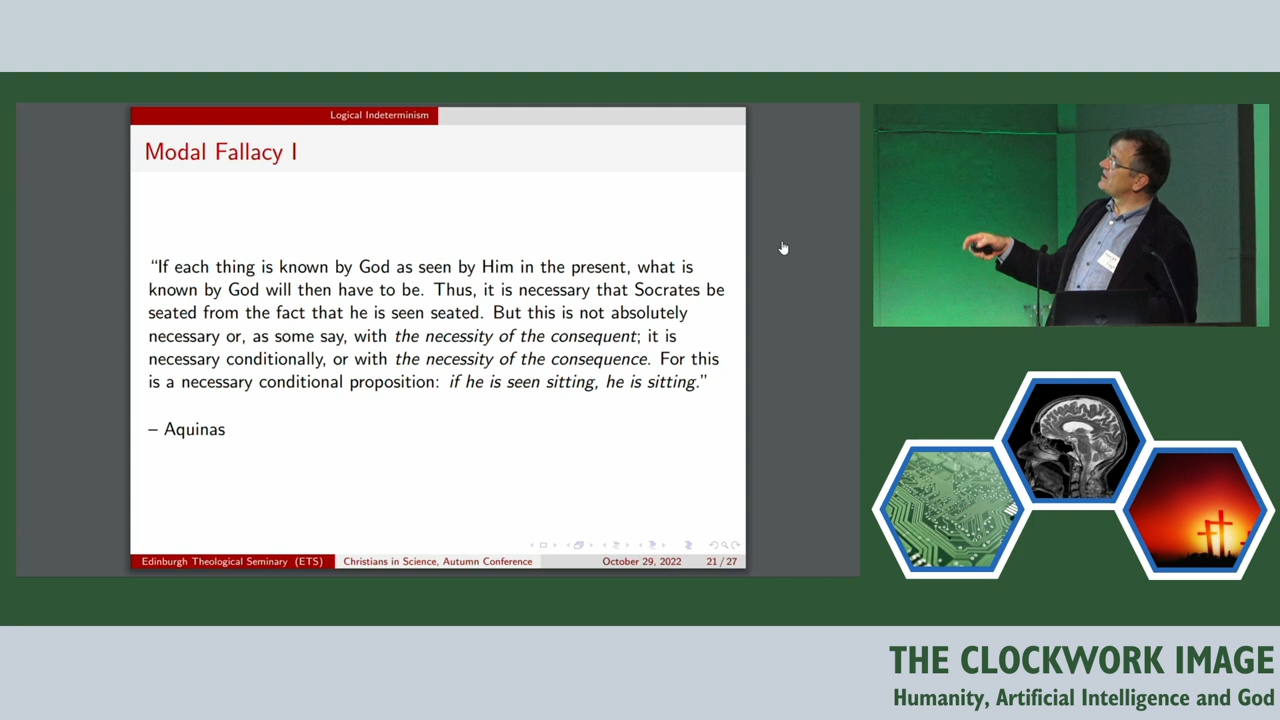 Logical Indeterminism
Modal Fallacy I
“If each thing is known by God as seen by Him in the present, what is
known by God will then have to be. Thus, it is necessary that Socrates be
seated from the fact that he is seen seated. But this is not absolutely
necessary or, as some say, with the necessity of the consequent; it is
necessary conditionally, or with the necessity of the consequence. For this
is a necessary conditional proposition: if he is seen sitting, he is sitting.”
– Aquinas
Edinburgh Theological Seminary (ETS) Christians in Science, Autumn Conference October 29, 2022 21 / 27
THE CLOCKWORK IMAGE
Humanity, Artificial Intelligence and God